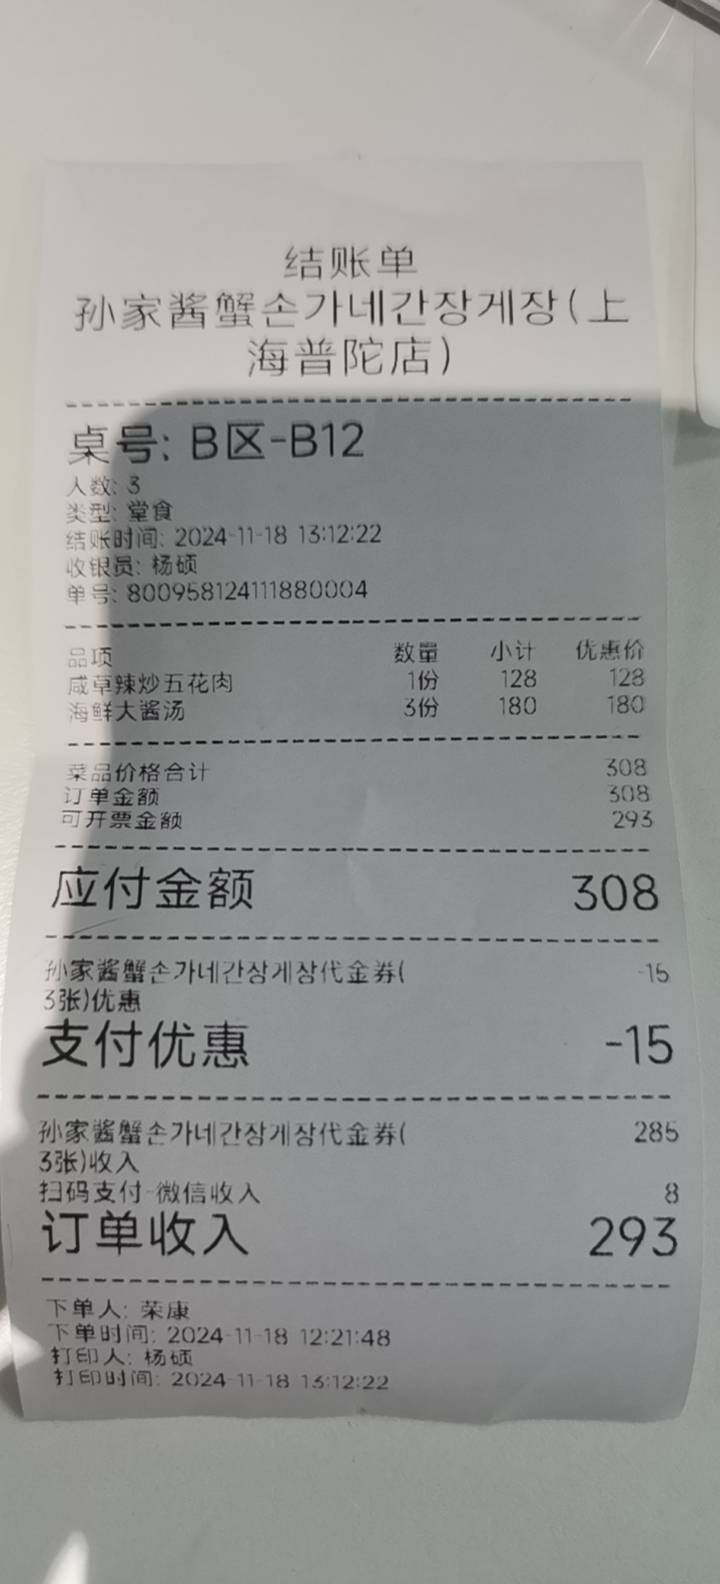 结账单
孙家酱蟹손가네간장게장(上
海普陀店)
桌号: B区-B12
人数: 3
类型: 堂食
结账时间: 2024-11-18 13:12:22
收银员: 杨硕
单号: 800958124111880004
品项 数量 小计 优惠价
咸草辣炒五花肉 1份 128 128
海鲜大酱汤 3份 180 180
菜品价格合计 308
订单金额 308
可开票金额 293
应付金额 308
孙家酱蟹손가네간장게장代金券( -15
3张)优惠
支付优惠 -15
孙家酱蟹손가네간장게장代金券( 285
3张)收入
扫码支付-微信收入 8
订单收入 293
下单人: 荣康
下单时间: 2024-11-18 12:21:48
打印人: 杨硕
打印时间: 2024-11-18 13:12:22